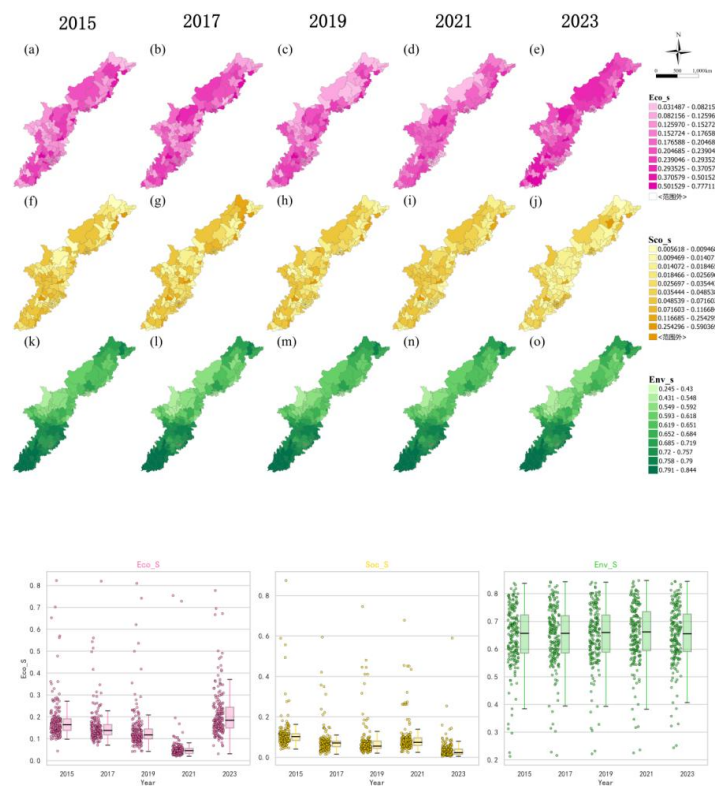 2015 2017 2019 2021 2023
(a) (b) (c) (d) (e)
N
0 500 1,000km
Eco_s
0.031487 - 0.08215
0.082156 - 0.12596
0.125970 - 0.15272
0.152724 - 0.17658
0.176588 - 0.20468
0.204685 - 0.23904
0.239046 - 0.29352
0.293525 - 0.37057
0.370579 - 0.50152
0.501529 - 0.77711
<范围外>
(f) (g) (h) (i) (j)
Sco_s
0.005618 - 0.009468
0.009469 - 0.01407
0.014072 - 0.01846
0.018466 - 0.02569
0.025697 - 0.03544
0.035444 - 0.04853
0.048539 - 0.07160
0.071603 - 0.11668
0.116685 - 0.25429
0.254296 - 0.59036
<范围外>
(k) (l) (m) (n) (o)
Env_s
0.245 - 0.43
0.431 - 0.548
0.549 - 0.592
0.593 - 0.618
0.619 - 0.651
0.652 - 0.684
0.685 - 0.719
0.72 - 0.757
0.758 - 0.79
0.791 - 0.844
Eco_S
Eco_S
0.8
0.7
0.6
0.5
0.4
0.3
0.2
0.1
0.0
2015 2017 2019 2021 2023
Year
Soc_S
0.8
0.6
0.4
0.2
0.0
2015 2017 2019 2021 2023
Year
Env_S
0.9
0.8
0.7
0.6
0.5
0.4
0.3
0.2
2015 2017 2019 2021 2023
Year